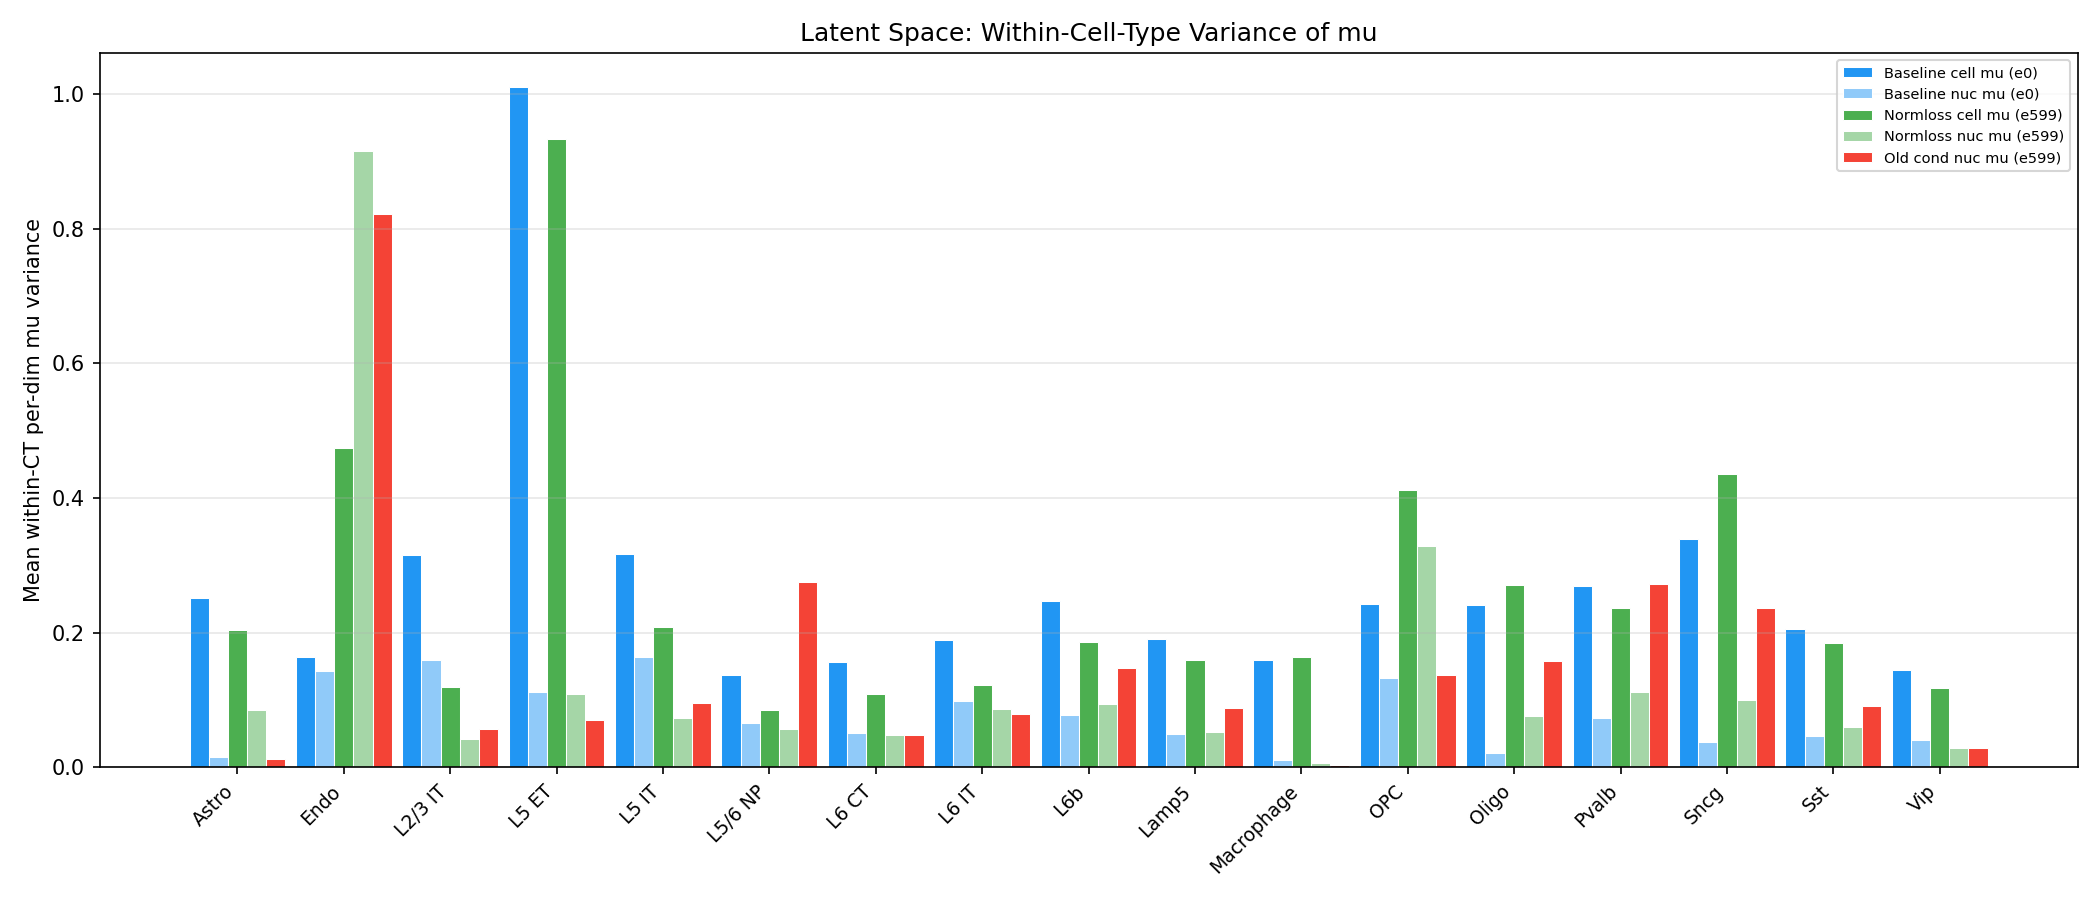 Latent Space: Within-Cell-Type Variance of mu
Mean within-CT per-dim mu variance
1.0
0.8
0.6
0.4
0.2
0.0
Baseline cell mu (e0)
Baseline nuc mu (e0)
Normloss cell mu (e599)
Normloss nuc mu (e599)
Old cond nuc mu (e599)
Astro
Endo
L2/3 IT
L5 ET
L5 IT
L5/6 NP
L6 CT
L6 IT
L6b
Lamp5
Macrophage
OPC
Oligo
Pvalb
Sncg
Sst
Vip